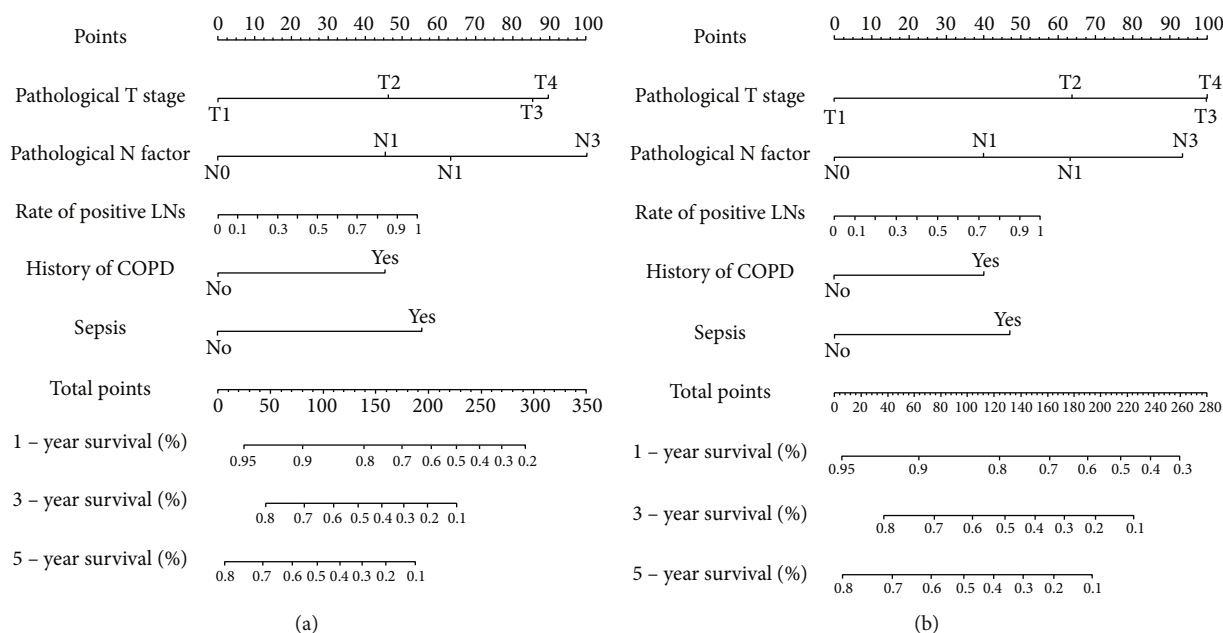 0 10 20 30 40 50 60 70 80 90 100
Points
T2 T4
Pathological T stage
T1 T3
N1 N3
Pathological N factor
N0 N1
Rate of positive LNs
0 0.1 0.3 0.5 0.7 0.9 1
Yes
History of COPD
No
Yes
Sepsis
No
Total points
0 50 100 150 200 250 300 350
1 – year survival (%)
0.95 0.9 0.8 0.7 0.6 0.5 0.4 0.3 0.2
3 – year survival (%)
0.8 0.7 0.6 0.5 0.4 0.3 0.2 0.1
5 – year survival (%)
0.8 0.7 0.6 0.5 0.4 0.3 0.2 0.1
(a)
0 10 20 30 40 50 60 70 80 90 100
Points
T2 T4
Pathological T stage
T1 T3
N1 N3
Pathological N factor
N0 N1
Rate of positive LNs
0 0.1 0.3 0.5 0.7 0.9 1
Yes
History of COPD
No
Yes
Sepsis
No
Total points
0 20 40 60 80 100 120 140 160 180 200 220 240 260 280
1 – year survival (%)
0.95 0.9 0.8 0.7 0.6 0.5 0.4 0.3
3 – year survival (%)
0.8 0.7 0.6 0.5 0.4 0.3 0.2 0.1
5 – year survival (%)
0.8 0.7 0.6 0.5 0.4 0.3 0.2 0.1
(b)